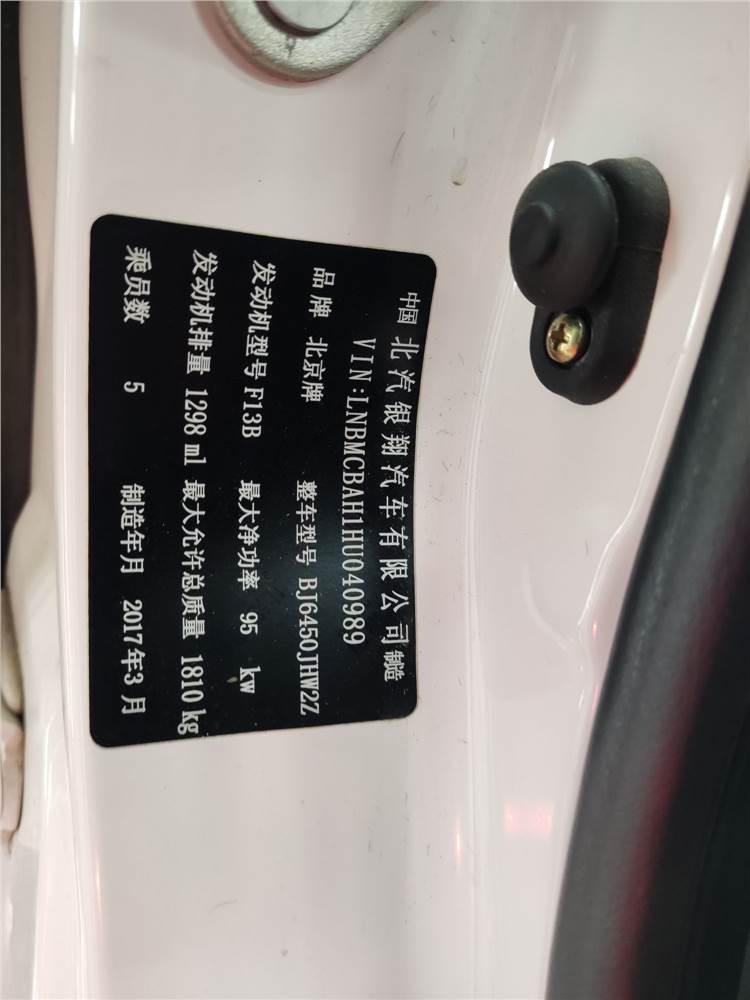 中国 北汽银翔汽车有限公司 制造
VIN:LNBMCBAH1HU040989
品牌 北京牌 整车型号 BJ6450JHW2Z
发动机型号 F13B 最大净功率 95 kw
发动机排量 1298 ml 最大允许总质量 1810 kg
乘员数 5 制造年月 2017年3月